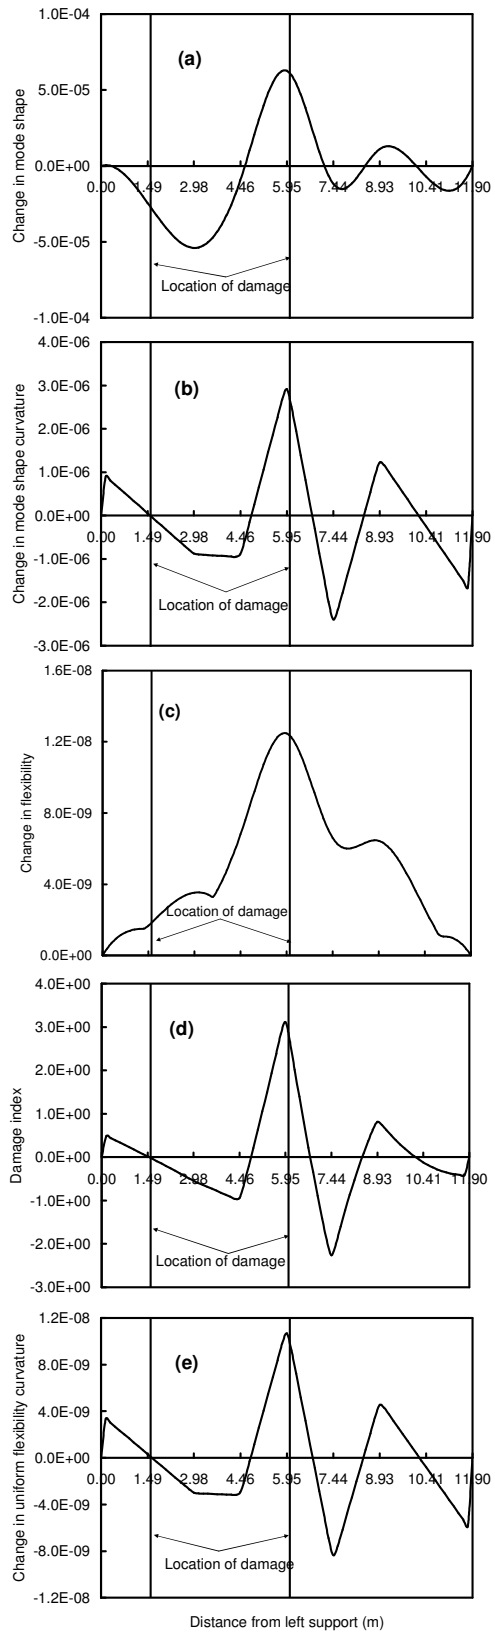 1.0E-04
(a)
5.0E-05
0.0E+00
0.00 1.49 2.98 4.46 5.95 7.44 8.93 10.41 11.90
-5.0E-05
Location of damage
-1.0E-04
Change in mode shape
4.0E-06
3.0E-06
(b)
2.0E-06
1.0E-06
0.0E+00
0.00 1.49 2.98 4.46 5.95 7.44 8.93 10.41 11.90
-1.0E-06
Location of damage
-2.0E-06
-3.0E-06
Change in mode shape curvature
1.6E-08
(c)
1.2E-08
8.0E-09
4.0E-09
Location of damage
0.0E+00
Change in flexibility
4.0E+00
3.0E+00
(d)
2.0E+00
1.0E+00
0.0E+00
0.00 1.49 2.98 4.46 5.95 7.44 8.93 10.41 11.90
-1.0E+00
-2.0E+00
Location of damage
-3.0E+00
Damage index
1.2E-08
(e)
8.0E-09
4.0E-09
0.0E+00
0.00 1.49 2.98 4.46 5.95 7.44 8.93 10.41 11.90
-4.0E-09
-8.0E-09
Location of damage
-1.2E-08
Change in uniform flexibility curvature
Distance from left support (m)